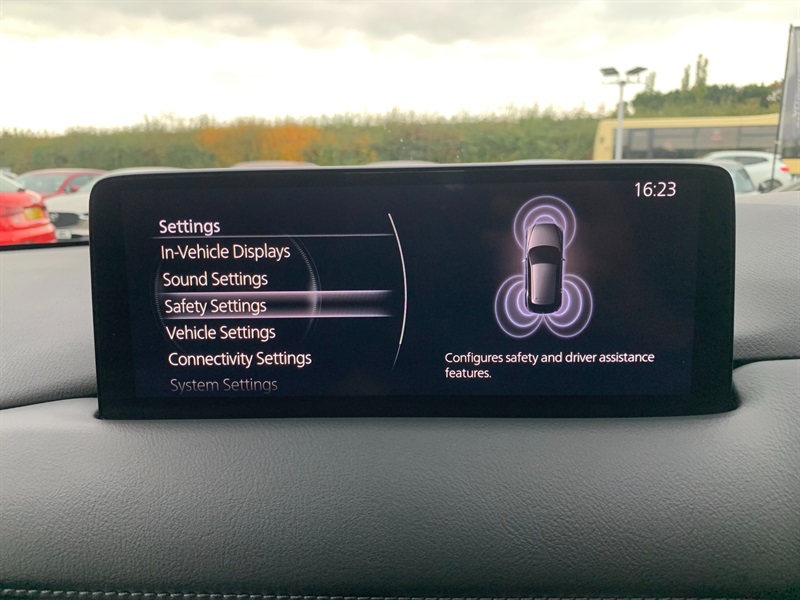 16:23
Settings
In-Vehicle Displays
Sound Settings
Safety Settings
Vehicle Settings
Connectivity Settings
System Settings
Configures safety and driver assistance
features.